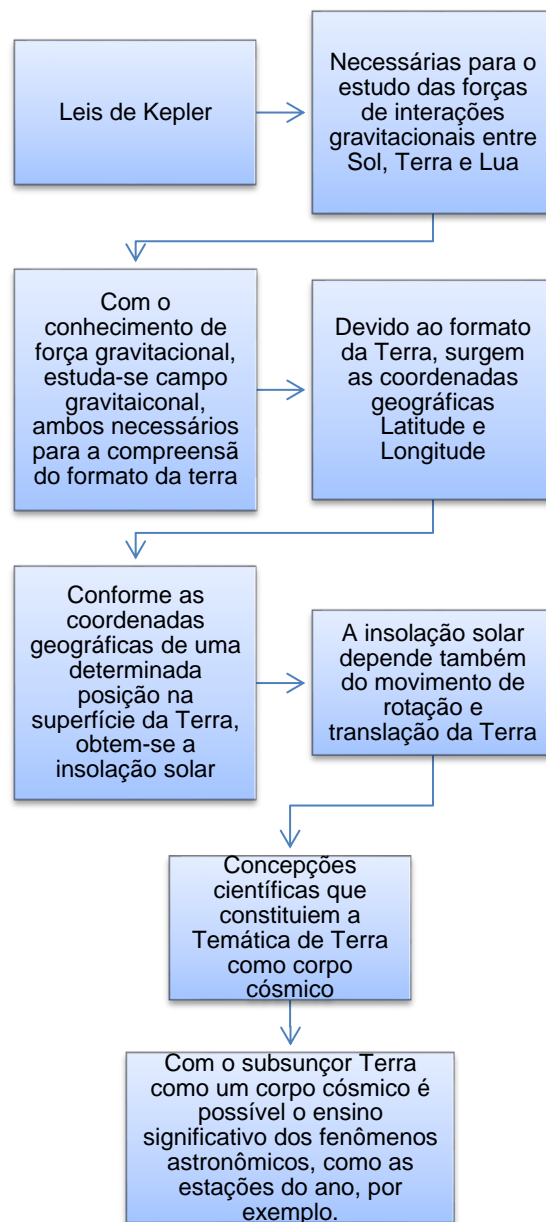 Leis de Kepler
Necessárias para o
estudo das forças
de interações
gravitacionais entre
Sol, Terra e Lua
Com o
conhecimento de
força gravitacional,
estuda-se campo
gravitaiconal,
ambos necessários
para a compreensã
do formato da terra
Devido ao formato
da Terra, surgem
as coordenadas
geográficas
Latitude e
Longitude
Conforme as
coordenadas
geográficas de uma
determinada
posição na
superfície da Terra,
obtem-se a
insolação solar
A insolação solar
depende também
do movimento de
rotação e
translação da Terra
Concepções
científicas que
constituiem a
Temática de Terra
como corpo
cósmico
Com o subsunçor Terra
como um corpo cósmico é
possível o ensino
significativo dos fenômenos
astronômicos, como as
estações do ano, por
exemplo.